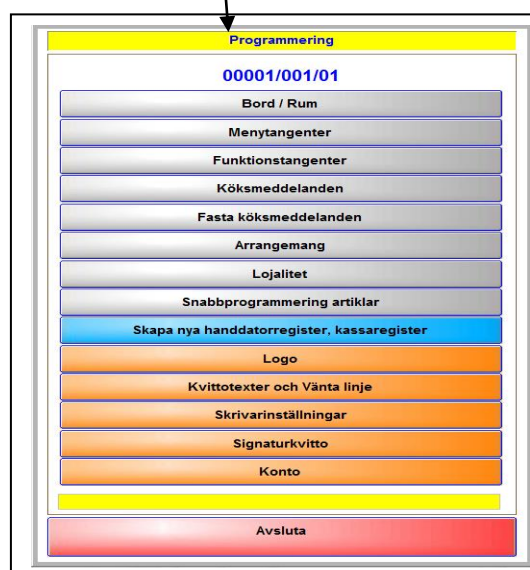 Programmering
00001/001/01
Bord / Rum
Menytangenter
Funktionstangenter
Köksmeddelanden
Fasta köksmeddelanden
Arrangemang
Lojalitet
Snabbprogrammering artiklar
Skapa nya handdatorregister, kassaregister
Logo
Kvittotexter och Vänta linje
Skrivarinställningar
Signaturkvitto
Konto
Avsluta